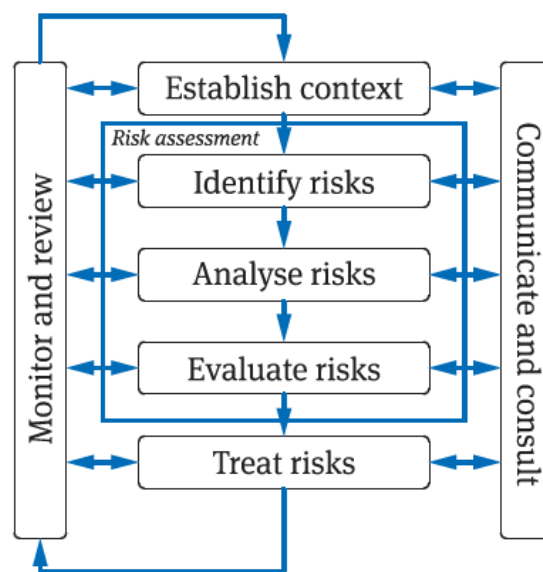 Establish context
Risk assessment
Identify risks
Analyse risks
Evaluate risks
Treat risks
Monitor and review
Communicate and consult